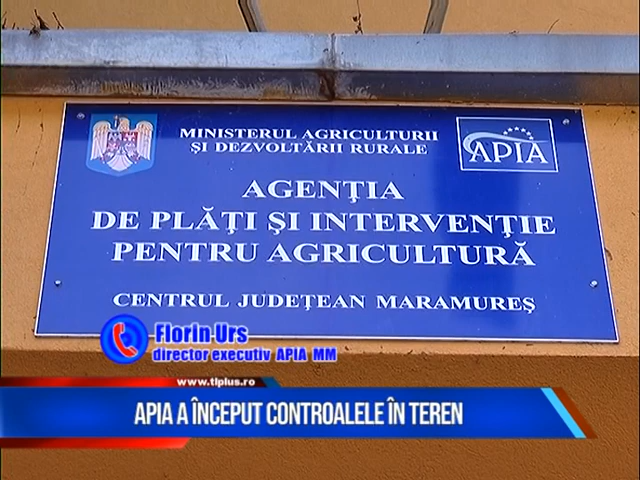 MINISTERUL AGRICULTURII
ŞI DEZVOLTĂRII RURALE
APIA
AGENŢIA
DE PLĂŢI ŞI INTERVENŢIE
PENTRU AGRICULTURĂ
CENTRUL JUDEŢEAN MARAMUREŞ
Florin Urs
director executiv APIA MM
www.tlplus.ro
APIA A ÎNCEPUT CONTROALELE ÎN TEREN